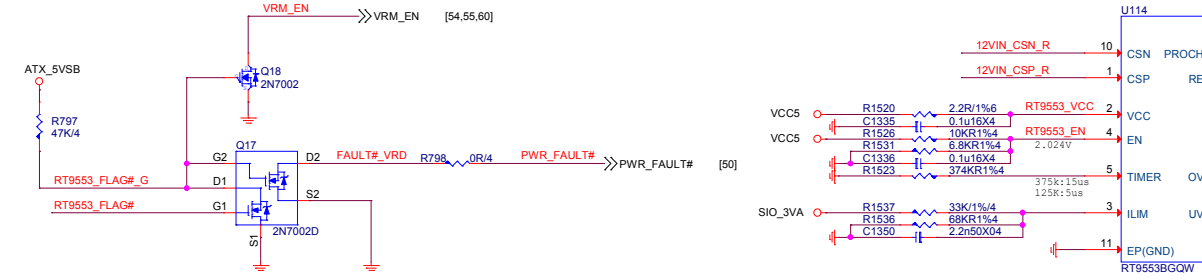 VRM_EN
VRM_EN [54,55,60]
ATX_5VSB
Q18
2N7002
R797
47K/4
Q17
G2
D2
FAULT#_VRD
R798
0R/4
PWR_FAULT#
PWR_FAULT# [50]
RT9553_FLAG#_G
D1
S2
RT9553_FLAG#
G1
2N7002D
S1
U114
12VIN_CSN_R
10
CSN
PROCH
12VIN_CSP_R
1
CSP
RE
VCC5
R1520
2.2R/1%6
RT9553_VCC
2
VCC
C1335
0.1u16X4
VCC5
R1526
10KR1%4
RT9553_EN
4
EN
R1531
6.8KR1%4
2.024V
C1336
0.1u16X4
R1523
374KR1%4
5
TIMER
OV
375k:15us
125K:5us
SIO_3VA
R1537
33K/1%/4
3
ILIM
UV
R1536
68KR1%4
C1350
2.2n50X04
11
EP(GND)
RT9553BGQW